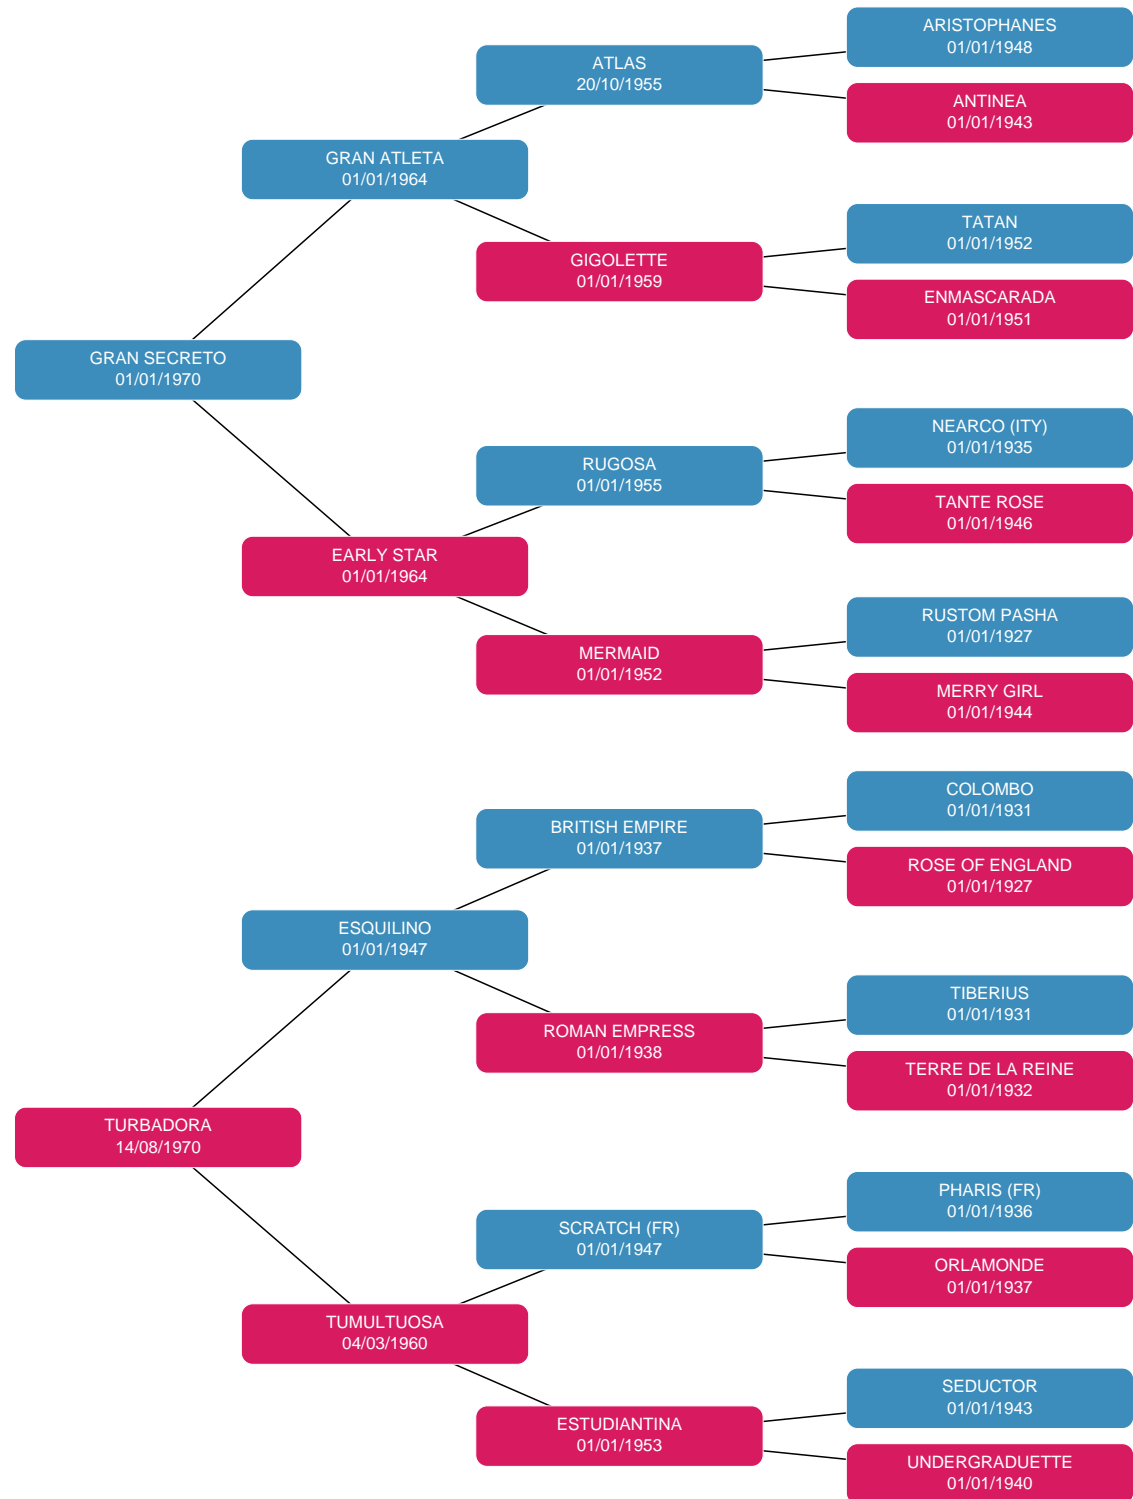 ARISTOPHANES
01/01/1948
ATLAS
20/10/1955
ANTINEA
01/01/1943
GRAN ATLETA
01/01/1964
TATAN
01/01/1952
GIGOLETTE
01/01/1959
ENMASCARADA
01/01/1951
GRAN SECRETO
01/01/1970
NEARCO (ITY)
01/01/1935
RUGOSA
01/01/1955
TANTE ROSE
01/01/1946
EARLY STAR
01/01/1964
RUSTOM PASHA
01/01/1927
MERMAID
01/01/1952
MERRY GIRL
01/01/1944
COLOMBO
01/01/1931
BRITISH EMPIRE
01/01/1937
ROSE OF ENGLAND
01/01/1927
ESQUILINO
01/01/1947
TIBERIUS
01/01/1931
ROMAN EMPRESS
01/01/1938
TERRE DE LA REINE
01/01/1932
TURBADORA
14/08/1970
PHARIS (FR)
01/01/1936
SCRATCH (FR)
01/01/1947
ORLAMONDE
01/01/1937
TUMULTUOSA
04/03/1960
SEDUCTOR
01/01/1943
ESTUDIANTINA
01/01/1953
UNDERGRADUETTE
01/01/1940